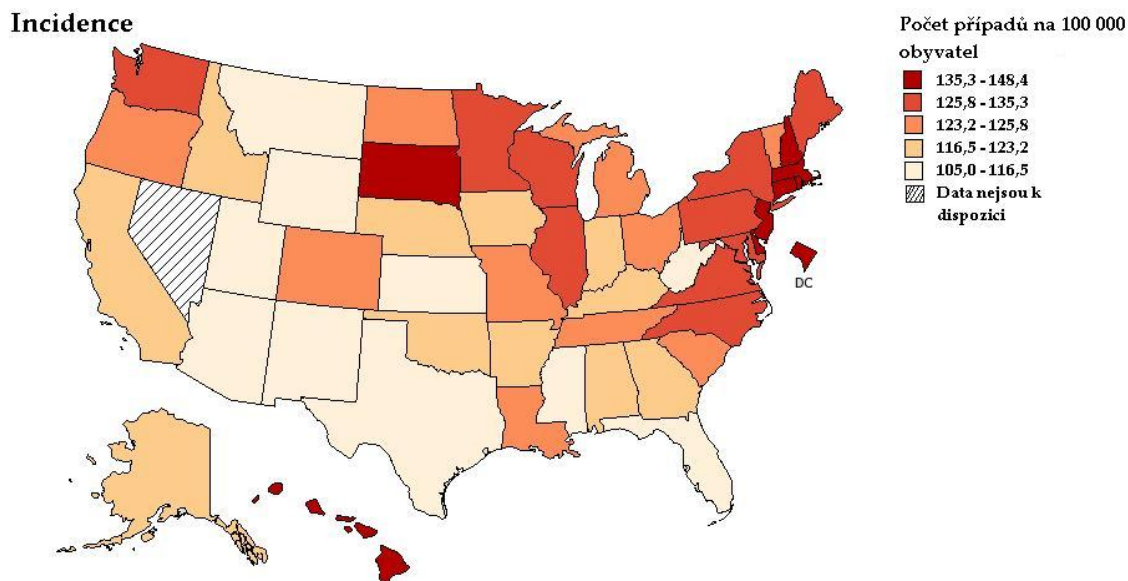 Incidence
Počet případů na 100 000
obyvatel
135,3 - 148,4
125,8 - 135,3
123,2 - 125,8
116,5 - 123,2
105,0 - 116,5
Data nejsou k
dispozici
DC